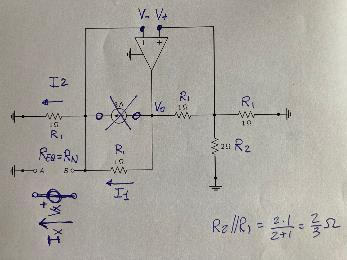 V- V+
- +
I2
1A
Vo
R1
R1
1Ω
R1
1Ω
1Ω
REQ=RN
R1
2Ω R2
A B
1Ω
I1
+ Vx -
Ix
R2//R1 = 2·1/2+1 = 2/3 Ω